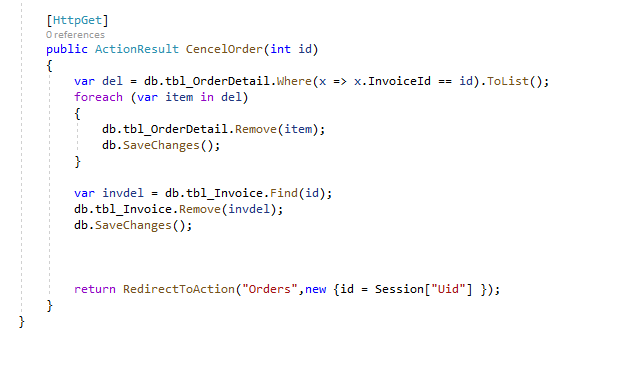 [HttpGet]
0 references
public ActionResult CencelOrder(int id)
{
var del = db.tbl_OrderDetail.Where(x => x.InvoiceId == id).ToList();
foreach (var item in del)
{
db.tbl_OrderDetail.Remove(item);
db.SaveChanges();
}
var invdel = db.tbl_Invoice.Find(id);
db.tbl_Invoice.Remove(invdel);
db.SaveChanges();
return RedirectToAction("Orders",new {id = Session["Uid"] });
}
}